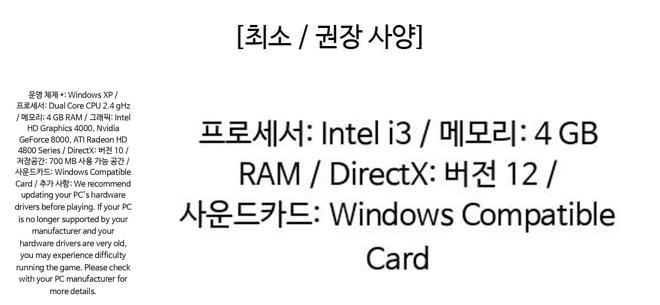 [최소 / 권장 사양]
운영 체제 *: Windows XP /
프로세서: Dual Core CPU 2.4 gHz
/ 메모리: 4 GB RAM / 그래픽: Intel
HD Graphics 4000, Nvidia
GeForce 8000, ATI Radeon HD
4800 Series / DirectX: 버전 10 /
저장공간: 700 MB 사용 가능 공간 /
사운드카드: Windows Compatible
Card / 추가 사항: We recommend
updating your PC's hardware
drivers before playing. If your PC
is no longer supported by your
manufacturer and your
hardware drivers are very old,
you may experience difficulty
running the game. Please check
with your PC manufacturer for
more details.
프로세서: Intel i3 / 메모리: 4 GB
RAM / DirectX: 버전 12 /
사운드카드: Windows Compatible
Card